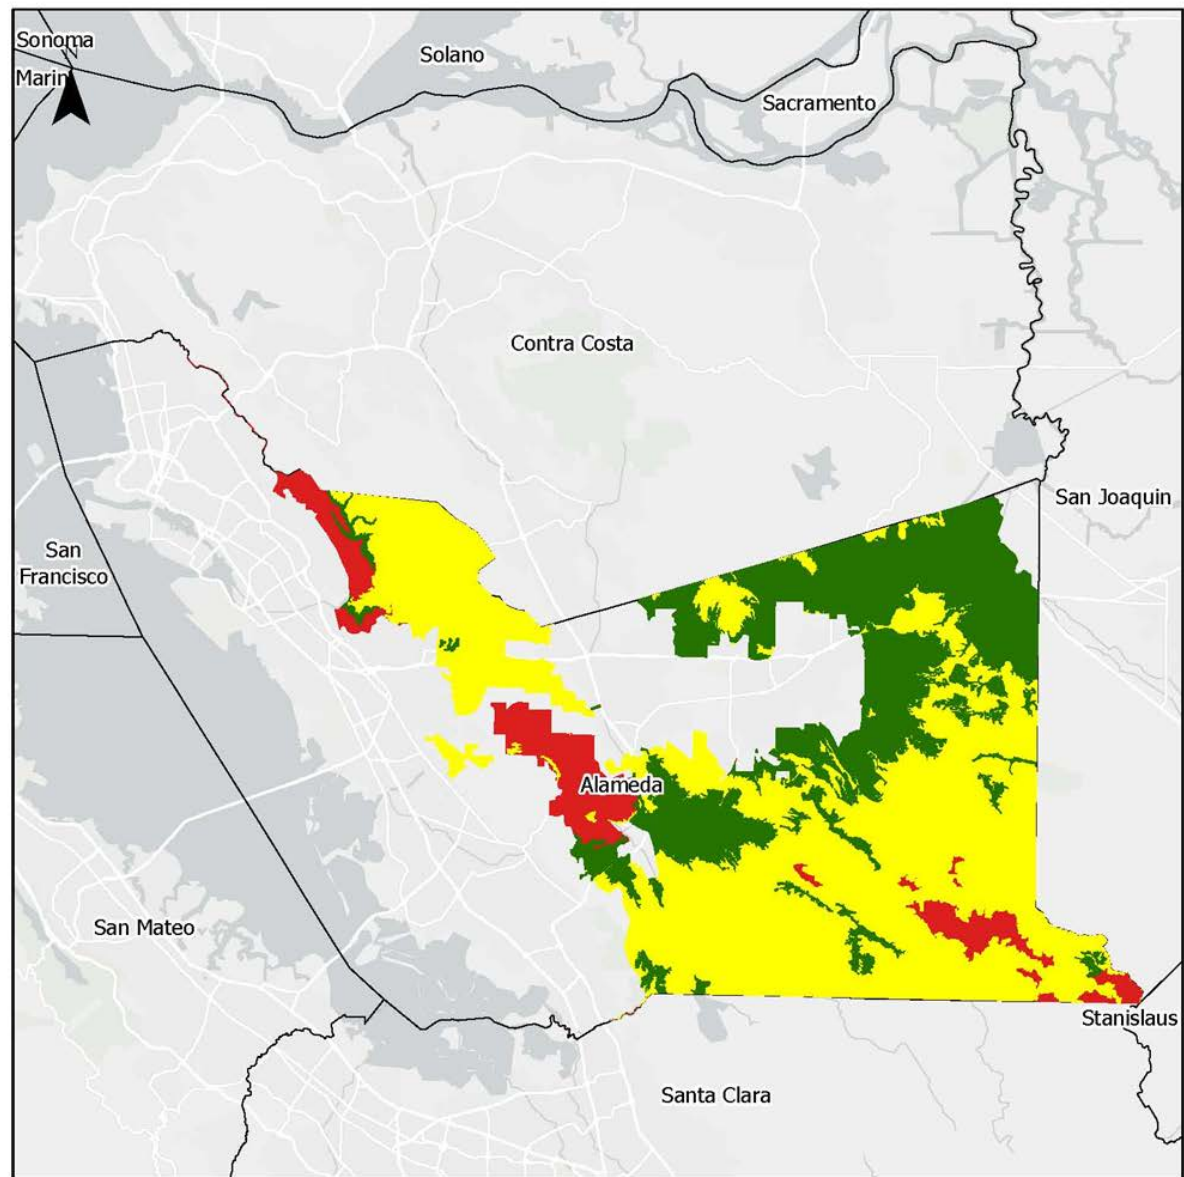 Sonoma
N
Marin
Solano
Sacramento
Contra Costa
San Joaquin
San
Francisco
Alameda
San Mateo
Stanislaus
Santa Clara